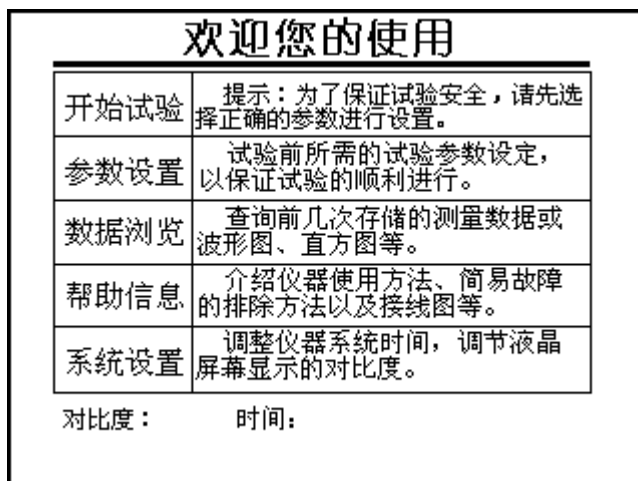 欢迎您的使用
开始试验
提示：为了保证试验安全，请先选
择正确的参数进行设置。
参数设置
试验前所需的试验参数设定，
以保证试验的顺利进行。
数据浏览
查询前几次存储的测量数据或
波形图、直方图等。
帮助信息
介绍仪器使用方法、简易故障
的排除方法以及接线图等。
系统设置
调整仪器系统时间，调节液晶
屏幕显示的对比度。
对比度： 时间：